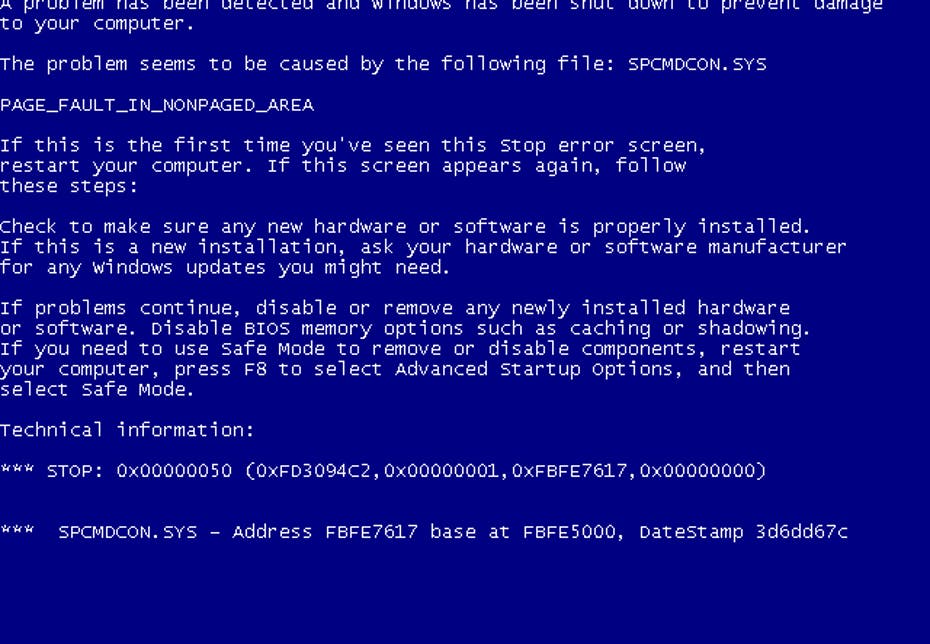 A problem has been detected and Windows has been shut down to prevent damage
to your computer.
The problem seems to be caused by the following file: SPCMDCON.SYS
PAGE_FAULT_IN_NONPAGED_AREA
If this is the first time you've seen this Stop error screen,
restart your computer. If this screen appears again, follow
these steps:
Check to make sure any new hardware or software is properly installed.
If this is a new installation, ask your hardware or software manufacturer
for any Windows updates you might need.
If problems continue, disable or remove any newly installed hardware
or software. Disable BIOS memory options such as caching or shadowing.
If you need to use Safe Mode to remove or disable components, restart
your computer, press F8 to select Advanced Startup Options, and then
select Safe Mode.
Technical information:
*** STOP: 0x00000050 (0xFD3094C2,0x00000001,0xFBFE7617,0x00000000)
*** SPCMDCON.SYS – Address FBFE7617 base at FBFE5000, DateStamp 3d6dd67c